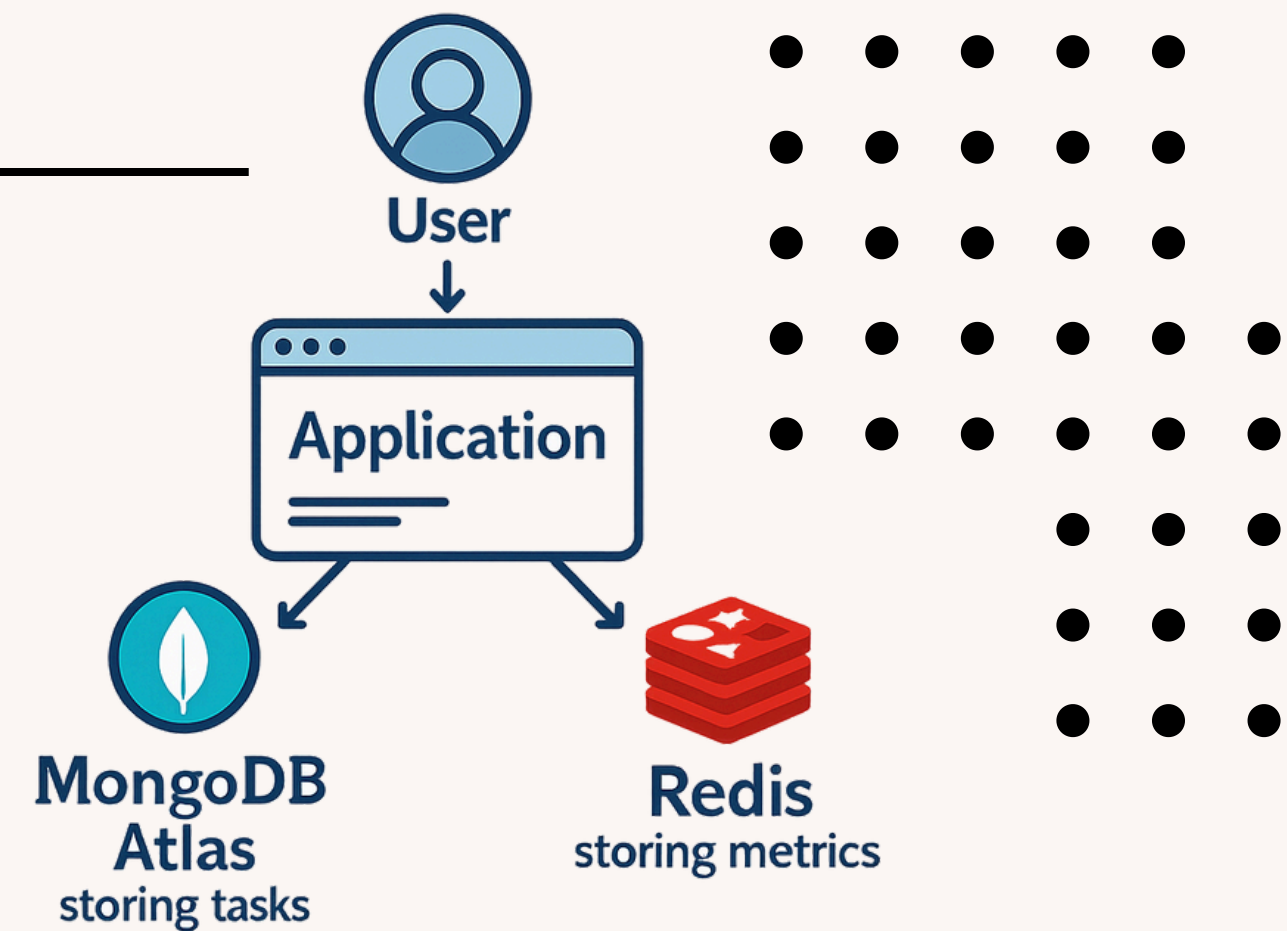 User
Application
MongoDB
Atlas
storing tasks
Redis
storing metrics